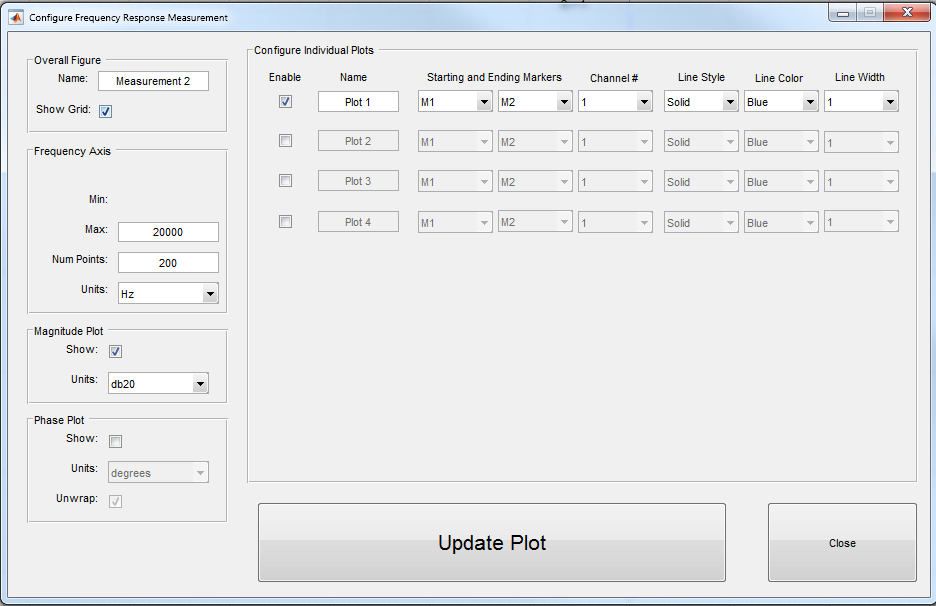 Configure Frequency Response Measurement
Overall Figure
Name: Measurement 2
Show Grid:
Frequency Axis
Min:
Max: 20000
Num Points: 200
Units: Hz
Magnitude Plot
Show:
Units: db20
Phase Plot
Show:
Units: degrees
Unwrap:
Configure Individual Plots
Enable Name Starting and Ending Markers Channel # Line Style Line Color Line Width
Plot 1 M1 M2 1 Solid Blue 1
Plot 2 M1 M2 1 Solid Blue 1
Plot 3 M1 M2 1 Solid Blue 1
Plot 4 M1 M2 1 Solid Blue 1
Update Plot
Close